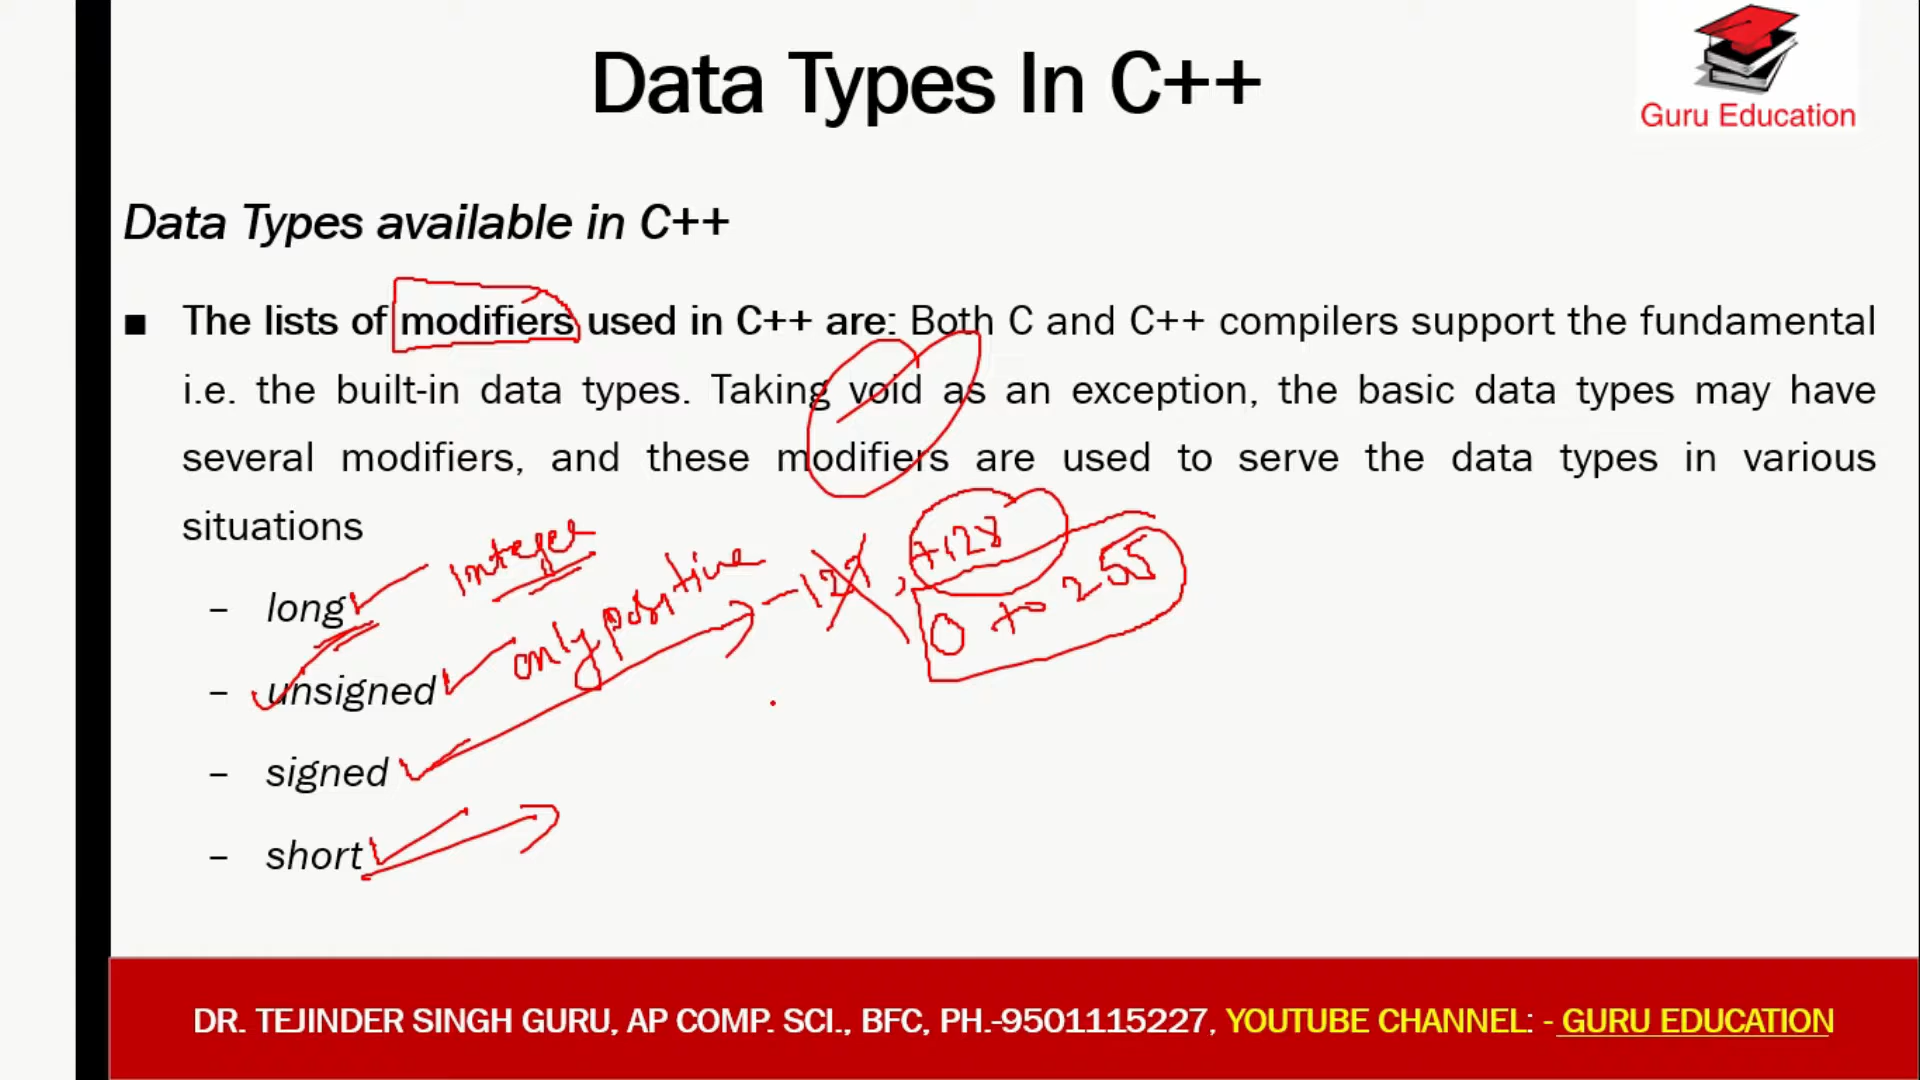 Data Types In C++
Guru Education
Data Types available in C++
■ The lists of modifiers used in C++ are: Both C and C++ compilers support the fundamental
i.e. the built-in data types. Taking void as an exception, the basic data types may have
several modifiers, and these modifiers are used to serve the data types in various
situations
integer
– long
only positive
-127, +128
0 to 255
– unsigned
– signed
– short
DR. TEJINDER SINGH GURU, AP COMP. SCI., BFC, PH.-9501115227, YOUTUBE CHANNEL: - GURU EDUCATION